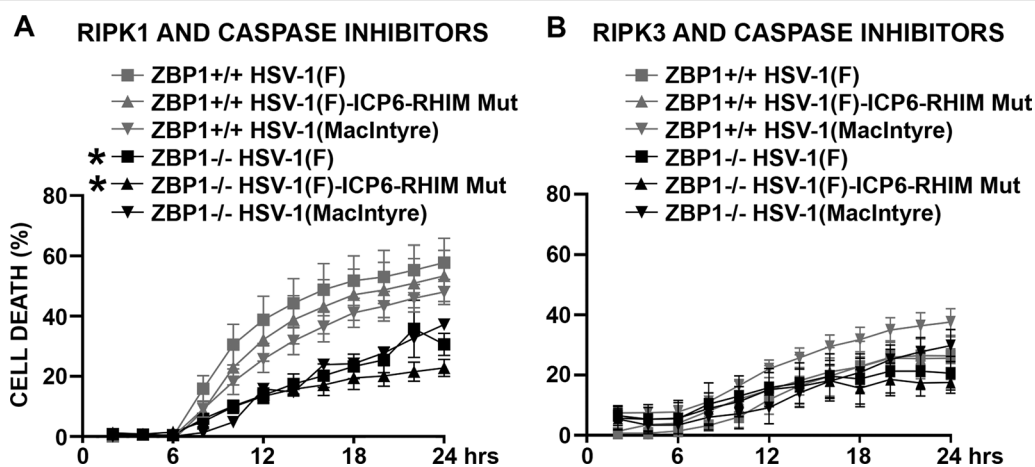 A
RIPK1 AND CASPASE INHIBITORS
ZBP1+/+ HSV-1(F)
ZBP1+/+ HSV-1(F)-ICP6-RHIM Mut
ZBP1+/+ HSV-1(MacIntyre)
* ZBP1-/- HSV-1(F)
* ZBP1-/- HSV-1(F)-ICP6-RHIM Mut
ZBP1-/- HSV-1(MacIntyre)
CELL DEATH (%)
80
60
40
20
0
0 6 12 18 24 hrs
B
RIPK3 AND CASPASE INHIBITORS
ZBP1+/+ HSV-1(F)
ZBP1+/+ HSV-1(F)-ICP6-RHIM Mut
ZBP1+/+ HSV-1(MacIntyre)
ZBP1-/- HSV-1(F)
ZBP1-/- HSV-1(F)-ICP6-RHIM Mut
ZBP1-/- HSV-1(MacIntyre)
80
60
40
20
0
0 6 12 18 24 hrs